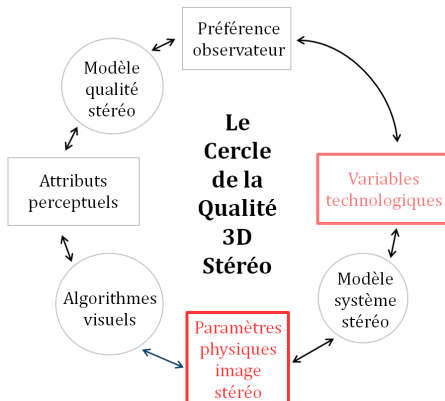 Préférence
observateur
Modèle
qualité
stéréo
Le
Cercle
de la
Qualité
3D
Stéréo
Attributs
perceptuels
Variables
technologiques
Algorithmes
visuels
Modèle
système
stéréo
Paramètres
physiques
image
stéréo